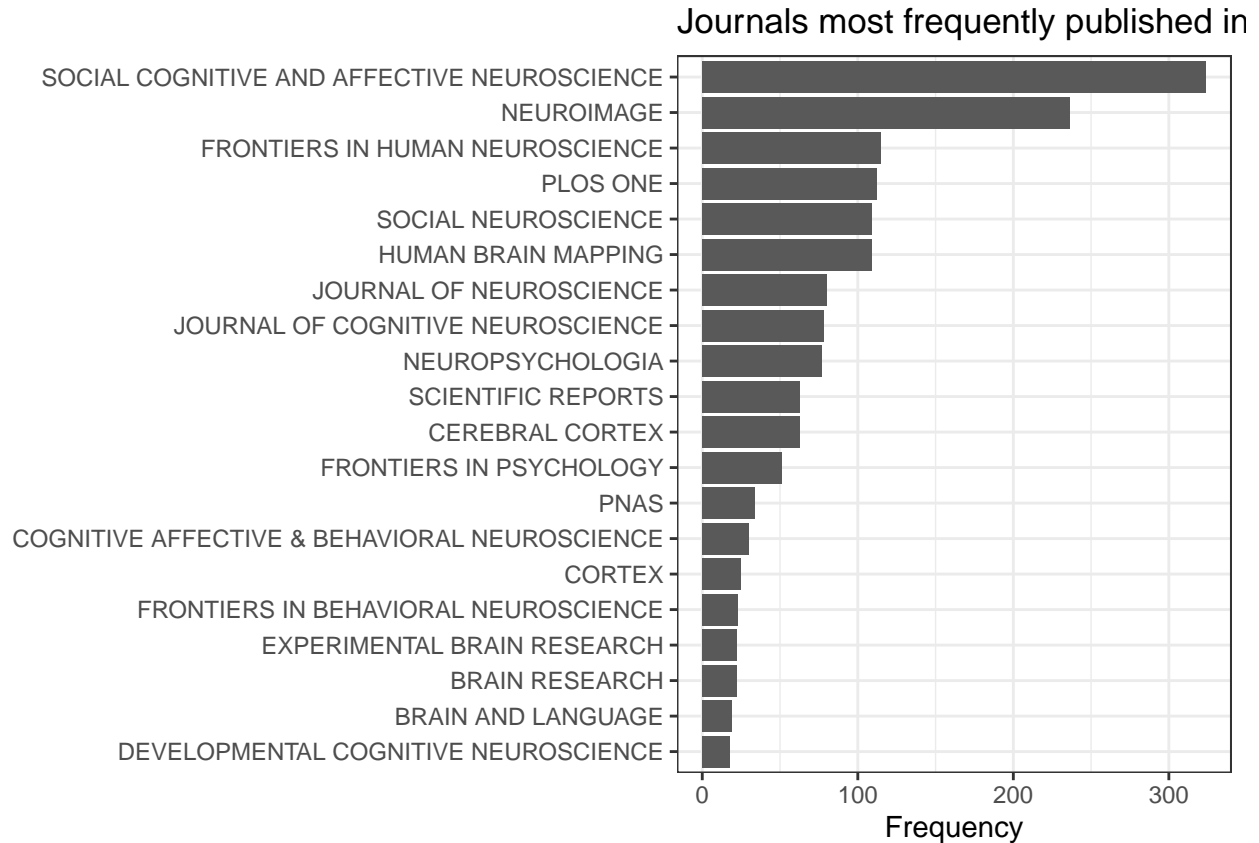 Journals most frequently published in
SOCIAL COGNITIVE AND AFFECTIVE NEUROSCIENCE
NEUROIMAGE
FRONTIERS IN HUMAN NEUROSCIENCE
PLOS ONE
SOCIAL NEUROSCIENCE
HUMAN BRAIN MAPPING
JOURNAL OF NEUROSCIENCE
JOURNAL OF COGNITIVE NEUROSCIENCE
NEUROPSYCHOLOGIA
SCIENTIFIC REPORTS
CEREBRAL CORTEX
FRONTIERS IN PSYCHOLOGY
PNAS
COGNITIVE AFFECTIVE & BEHAVIORAL NEUROSCIENCE
CORTEX
FRONTIERS IN BEHAVIORAL NEUROSCIENCE
EXPERIMENTAL BRAIN RESEARCH
BRAIN RESEARCH
BRAIN AND LANGUAGE
DEVELOPMENTAL COGNITIVE NEUROSCIENCE
0 100 200 300
Frequency